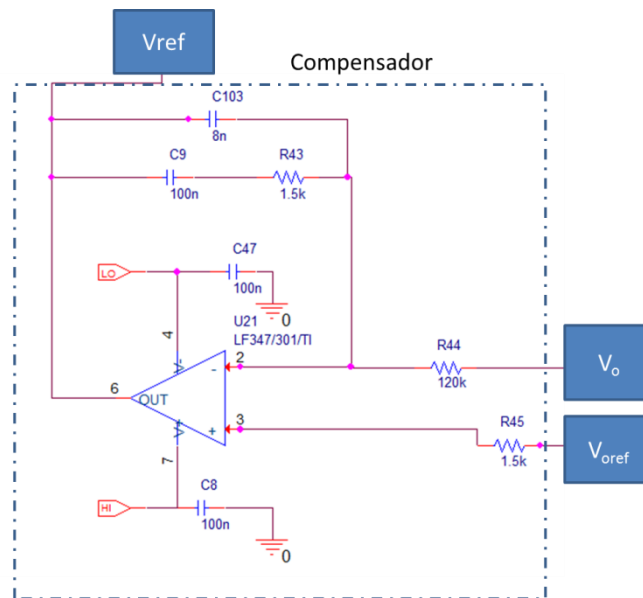 Vref
Compensador
C103
8n
C9
100n
R43
1.5k
LO
C47
100n
0
U21
LF347/301/TI
4
V-
2
-
R44
120k
Vo
6
OUT
3
+
R45
1.5k
Voref
V+
7
HI
C8
100n
0